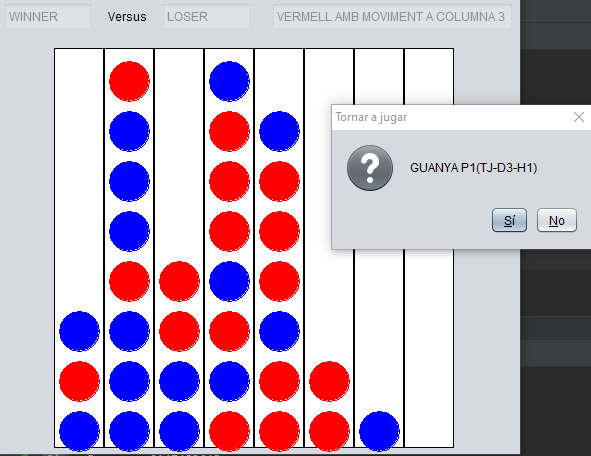 WINNER Versus LOSER VERMELL AMB MOVIMENT A COLUMNA 3
Tornar a jugar
?
GUANYA P1(TJ-D3-H1)
Sí No